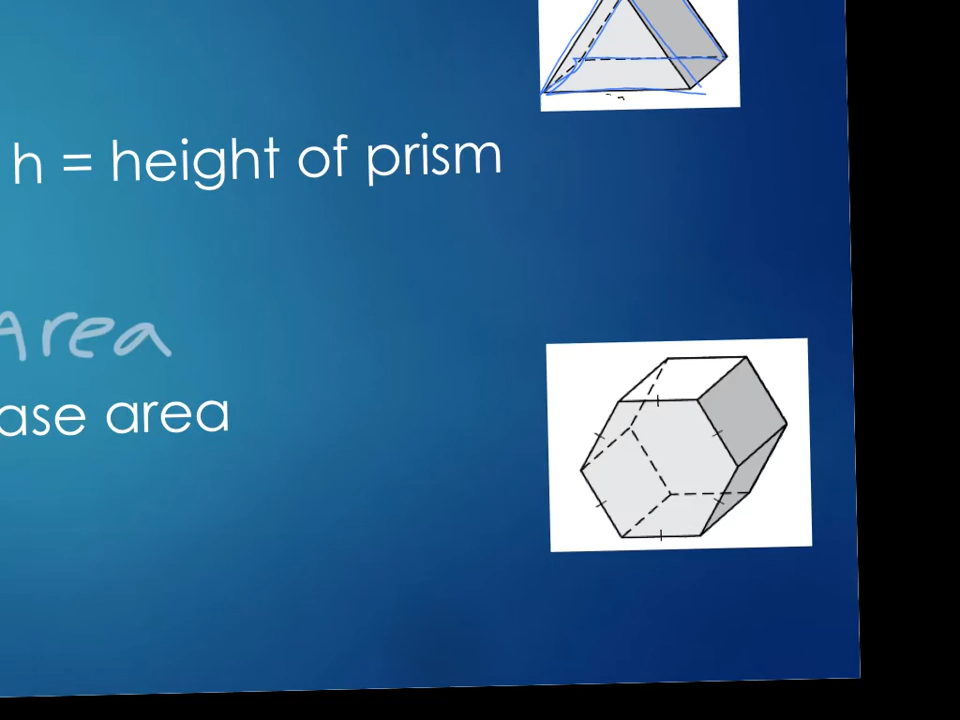 h = height of prism
Area
ase area